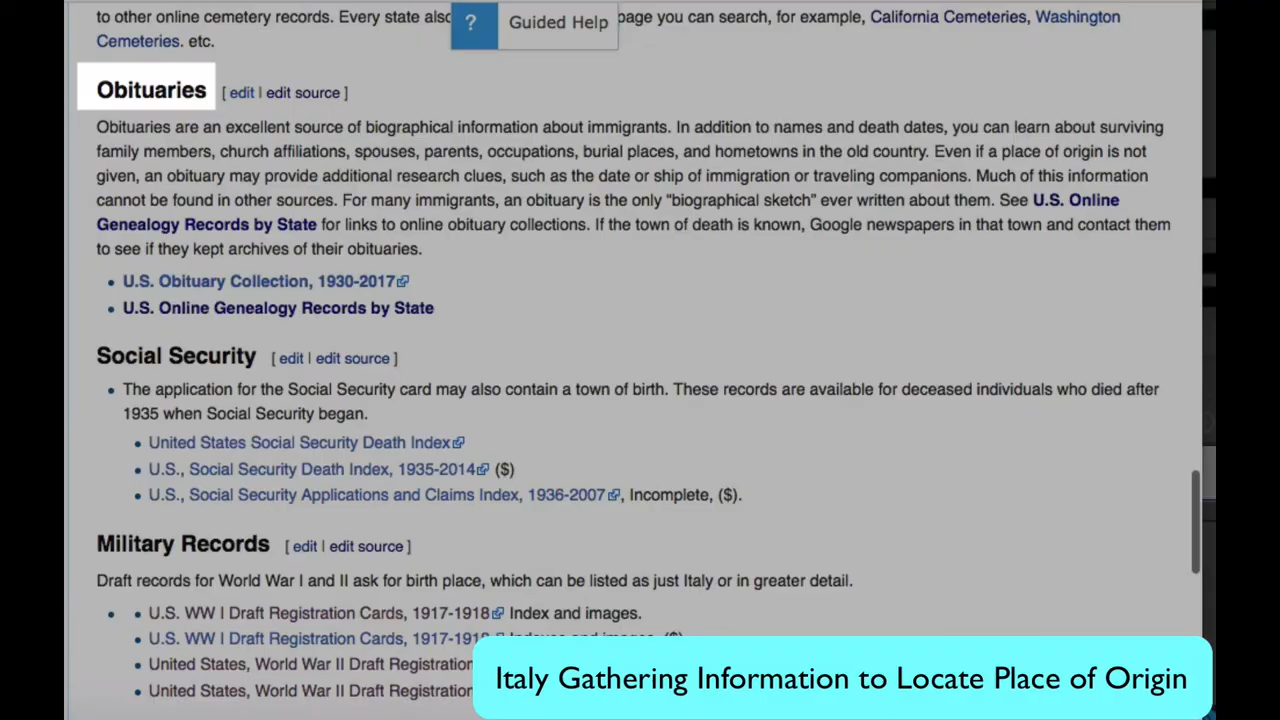 to other online cemetery records. Every state also page you can search, for example, California Cemeteries, Washington
Cemeteries. etc.
? Guided Help
Obituaries [ edit | edit source ]
Obituaries are an excellent source of biographical information about immigrants. In addition to names and death dates, you can learn about surviving
family members, church affiliations, spouses, parents, occupations, burial places, and hometowns in the old country. Even if a place of origin is not
given, an obituary may provide additional research clues, such as the date or ship of immigration or traveling companions. Much of this information
cannot be found in other sources. For many immigrants, an obituary is the only "biographical sketch" ever written about them. See U.S. Online
Genealogy Records by State for links to online obituary collections. If the town of death is known, Google newspapers in that town and contact them
to see if they kept archives of their obituaries.
• U.S. Obituary Collection, 1930-2017
• U.S. Online Genealogy Records by State
Social Security [ edit | edit source ]
• The application for the Social Security card may also contain a town of birth. These records are available for deceased individuals who died after
1935 when Social Security began.
• United States Social Security Death Index
• U.S., Social Security Death Index, 1935-2014 ($)
• U.S., Social Security Applications and Claims Index, 1936-2007, Incomplete, ($).
Military Records [ edit | edit source ]
Draft records for World War I and II ask for birth place, which can be listed as just Italy or in greater detail.
• • U.S. WW I Draft Registration Cards, 1917-1918 Index and images.
• U.S. WW I Draft Registration Cards, 1917-1918 Indexes and images. ($)
• United States, World War II Draft Registration
• United States, World War II Draft Registration
Italy Gathering Information to Locate Place of Origin